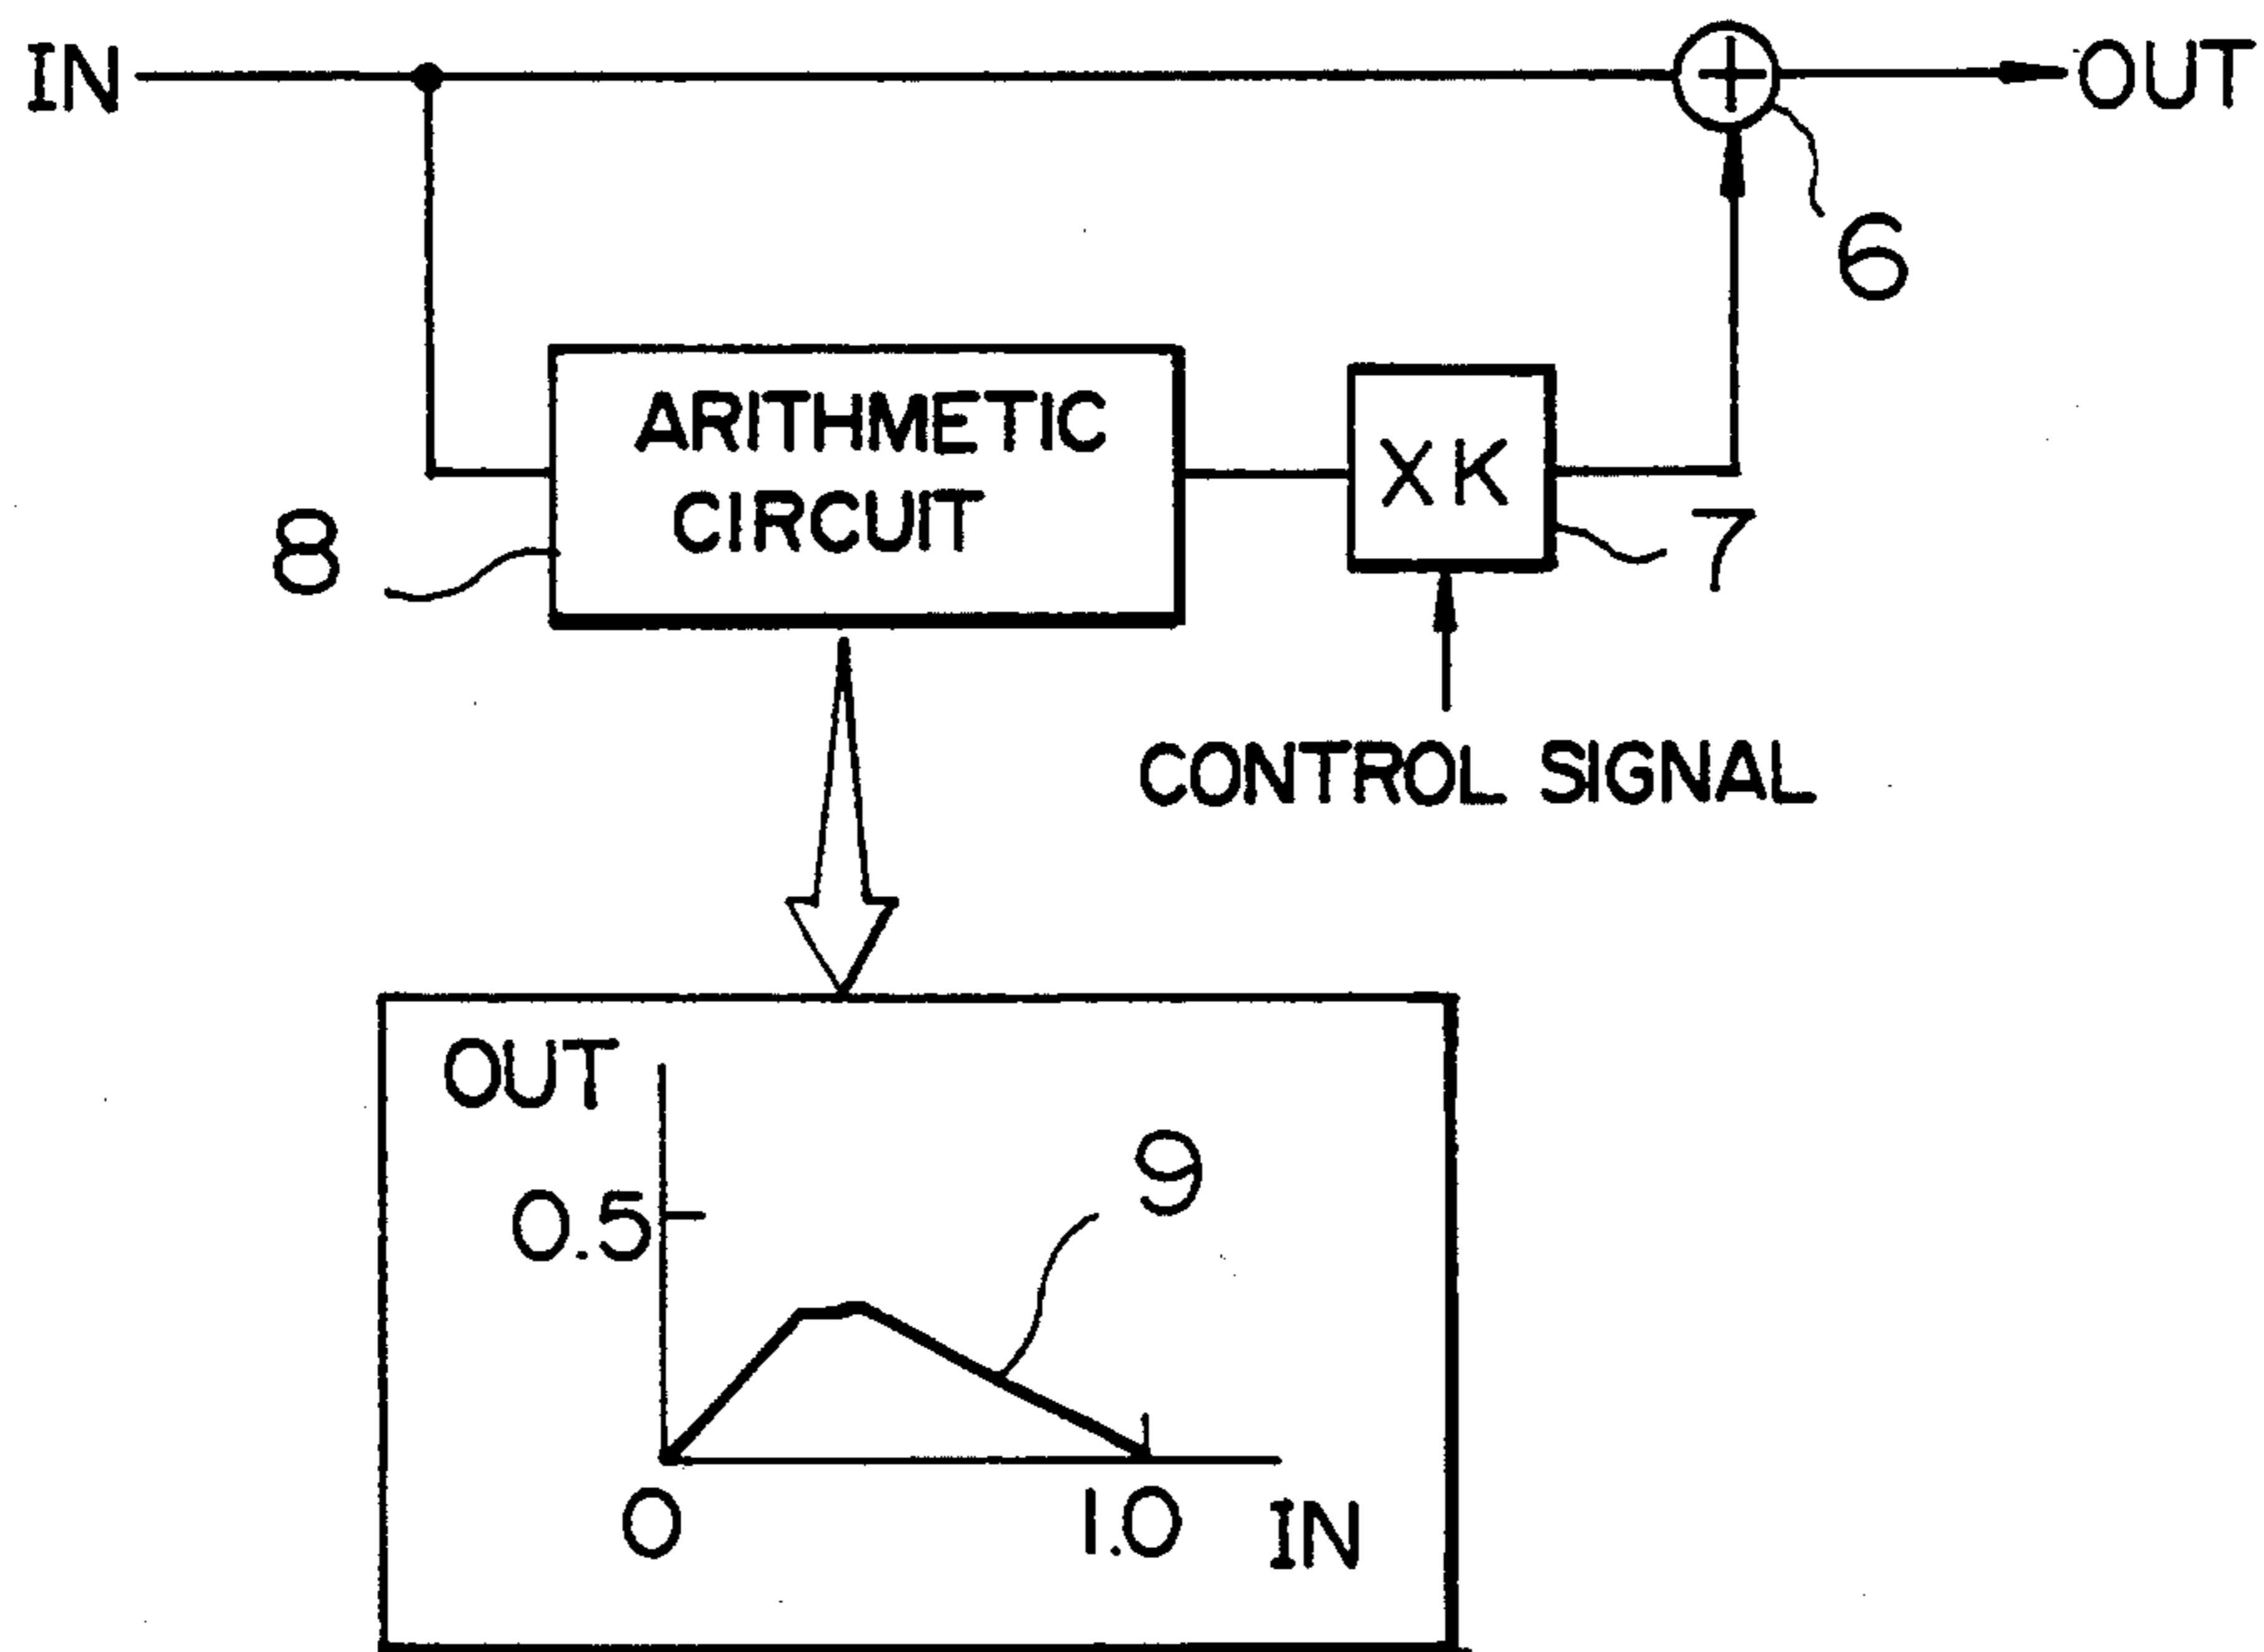 IN
OUT
6
ARITHMETIC
CIRCUIT
XK
8
7
CONTROL SIGNAL
OUT
9
0.5
0
1.0
IN